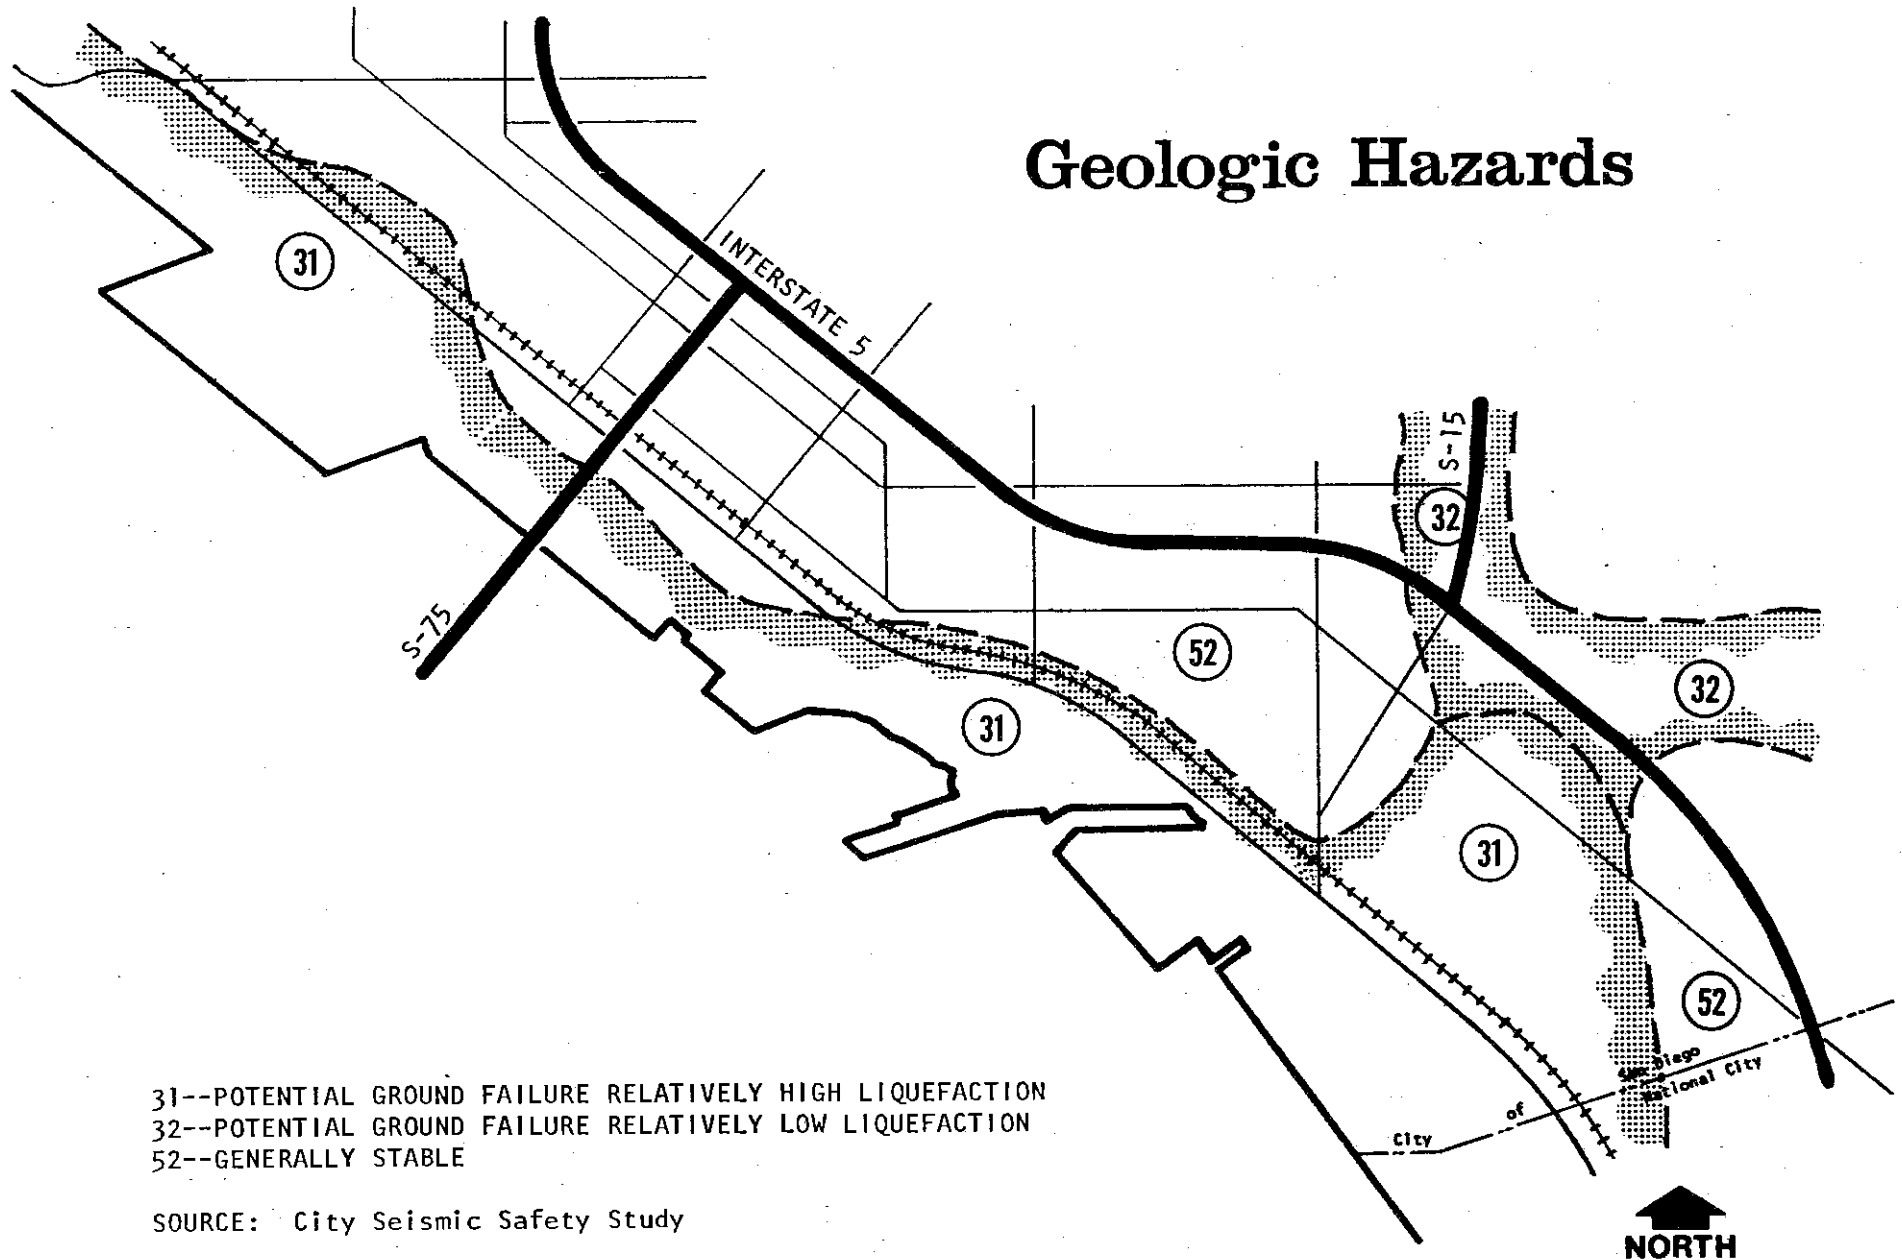 Geologic Hazards
31
INTERSTATE 5
S-15
32
S-75
52
32
31
31
52
San Diego
National City
City of
31--POTENTIAL GROUND FAILURE RELATIVELY HIGH LIQUEFACTION
32--POTENTIAL GROUND FAILURE RELATIVELY LOW LIQUEFACTION
52--GENERALLY STABLE
SOURCE: City Seismic Safety Study
NORTH